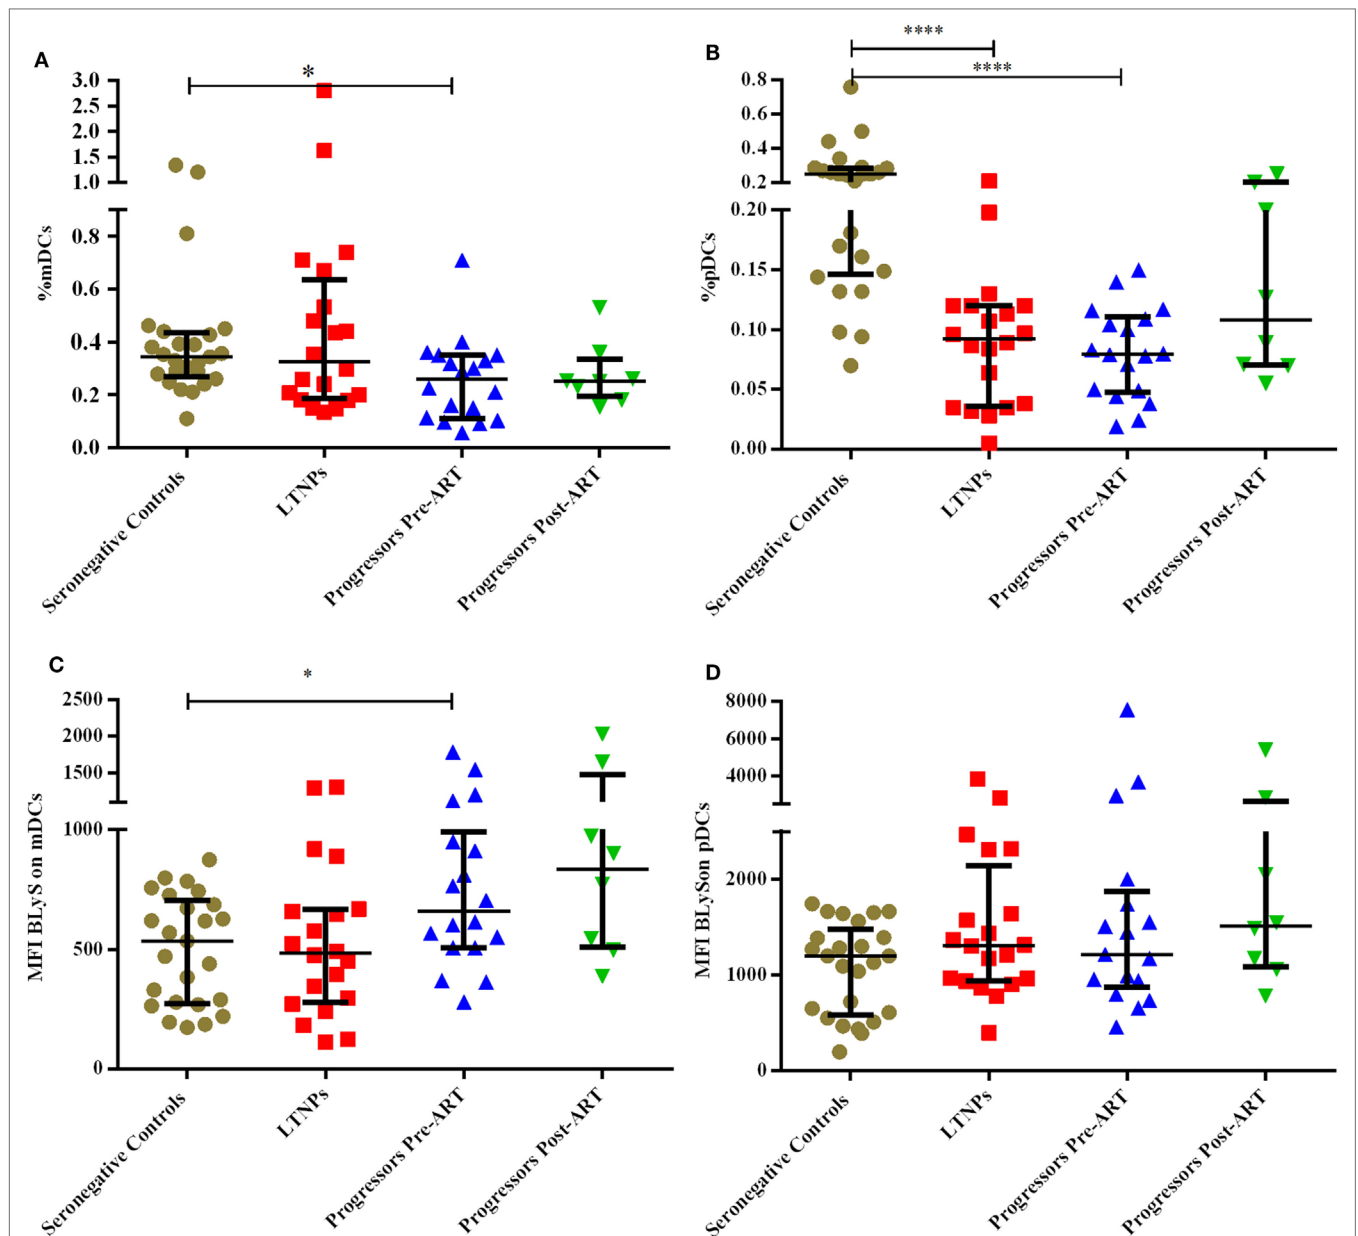 A
*
3.0
2.5
2.0
1.5
1.0
0.8
0.6
0.4
0.2
0.0
%mDCs
Seronegative Controls
LTNPs
Progressors Pre-ART
Progressors Post-ART
B
****
****
0.8
0.6
0.4
0.2
0.20
0.15
0.10
0.05
0.00
%pDCs
Seronegative Controls
LTNPs
Progressors Pre-ART
Progressors Post-ART
C
*
2500
2000
1500
1000
500
0
MFI BLyS on mDCs
Seronegative Controls
LTNPs
Progressors Pre-ART
Progressors Post-ART
D
8000
6000
4000
2000
1000
0
MFI BLySon pDCs
Seronegative Controls
LTNPs
Progressors Pre-ART
Progressors Post-ART